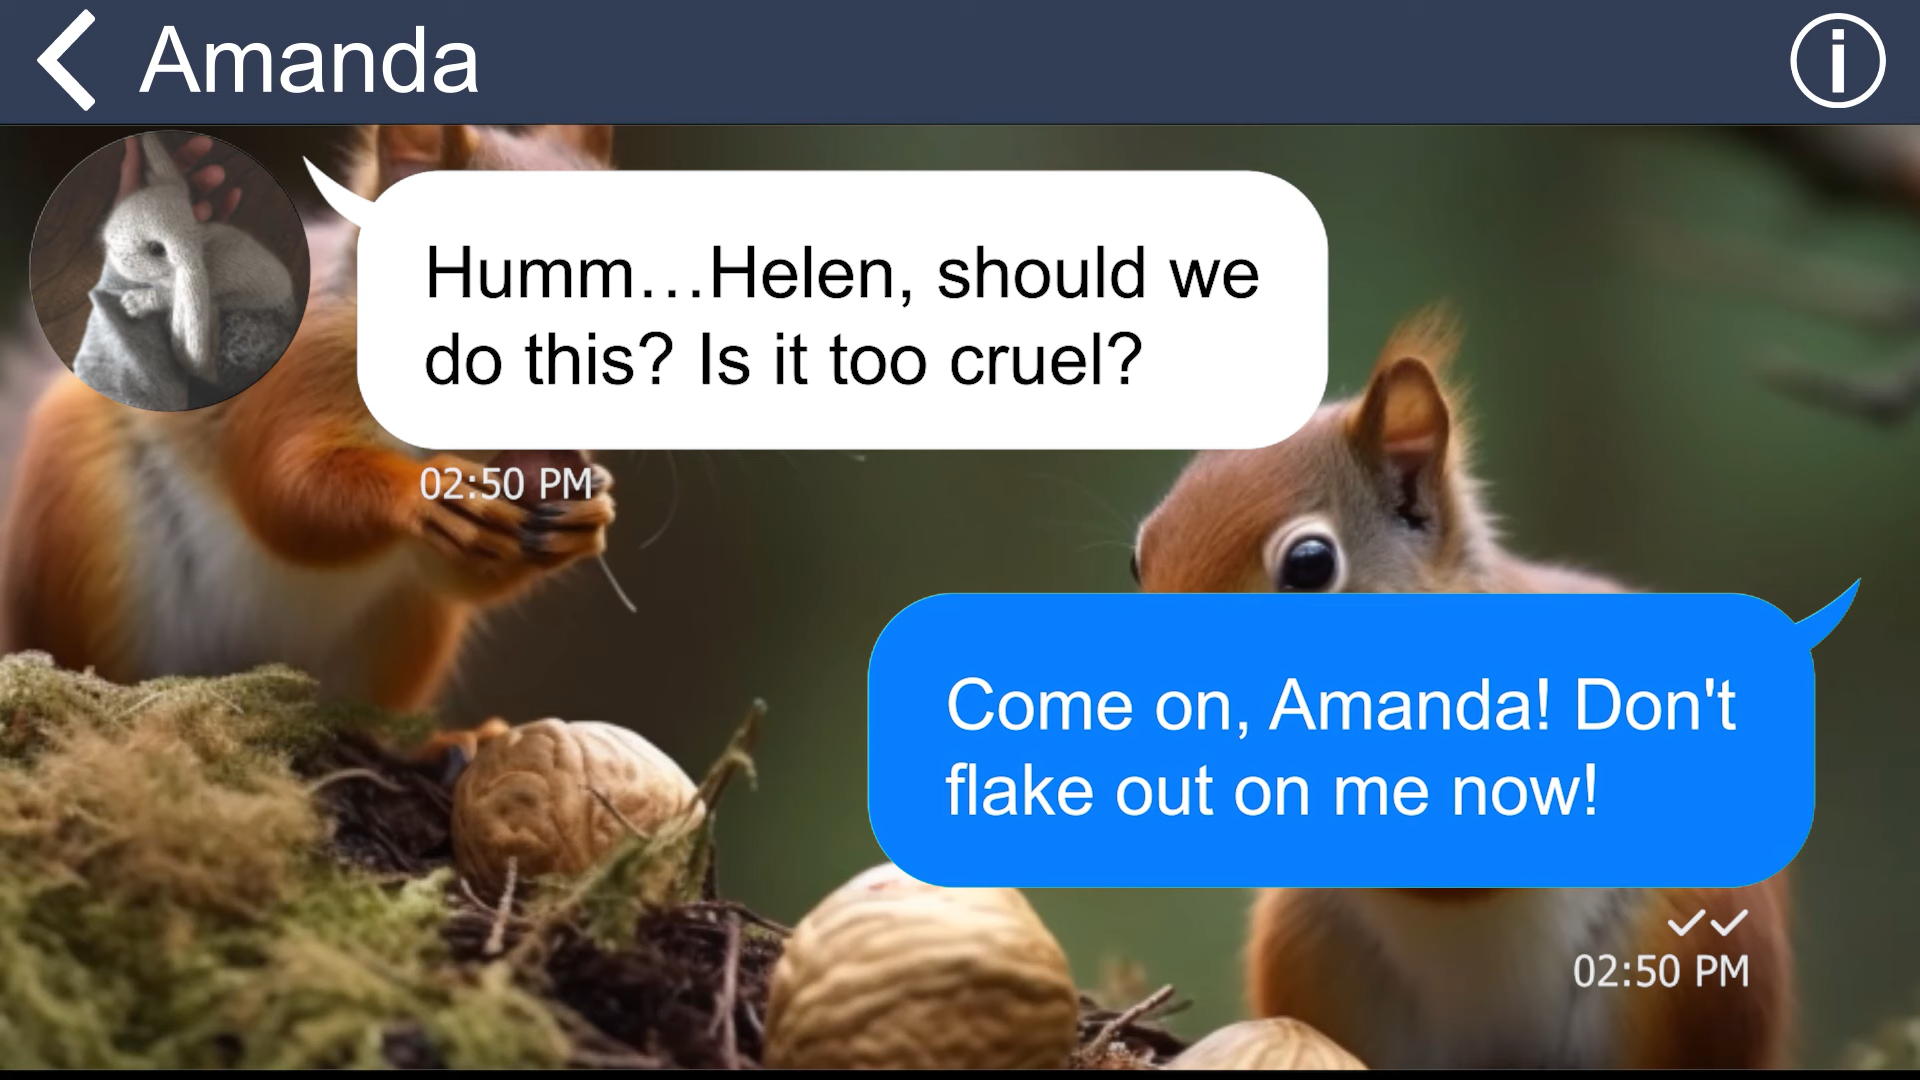 Amanda
Humm...Helen, should we
do this? Is it too cruel?
02:50 PM
Come on, Amanda! Don't
flake out on me now!
02:50 PM